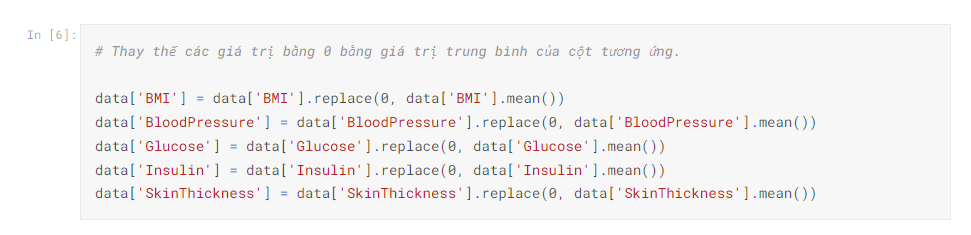 In [6]:
# Thay thế các giá trị bằng 0 bằng giá trị trung bình của cột tương ứng.
data['BMI'] = data['BMI'].replace(0, data['BMI'].mean())
data['BloodPressure'] = data['BloodPressure'].replace(0, data['BloodPressure'].mean())
data['Glucose'] = data['Glucose'].replace(0, data['Glucose'].mean())
data['Insulin'] = data['Insulin'].replace(0, data['Insulin'].mean())
data['SkinThickness'] = data['SkinThickness'].replace(0, data['SkinThickness'].mean())